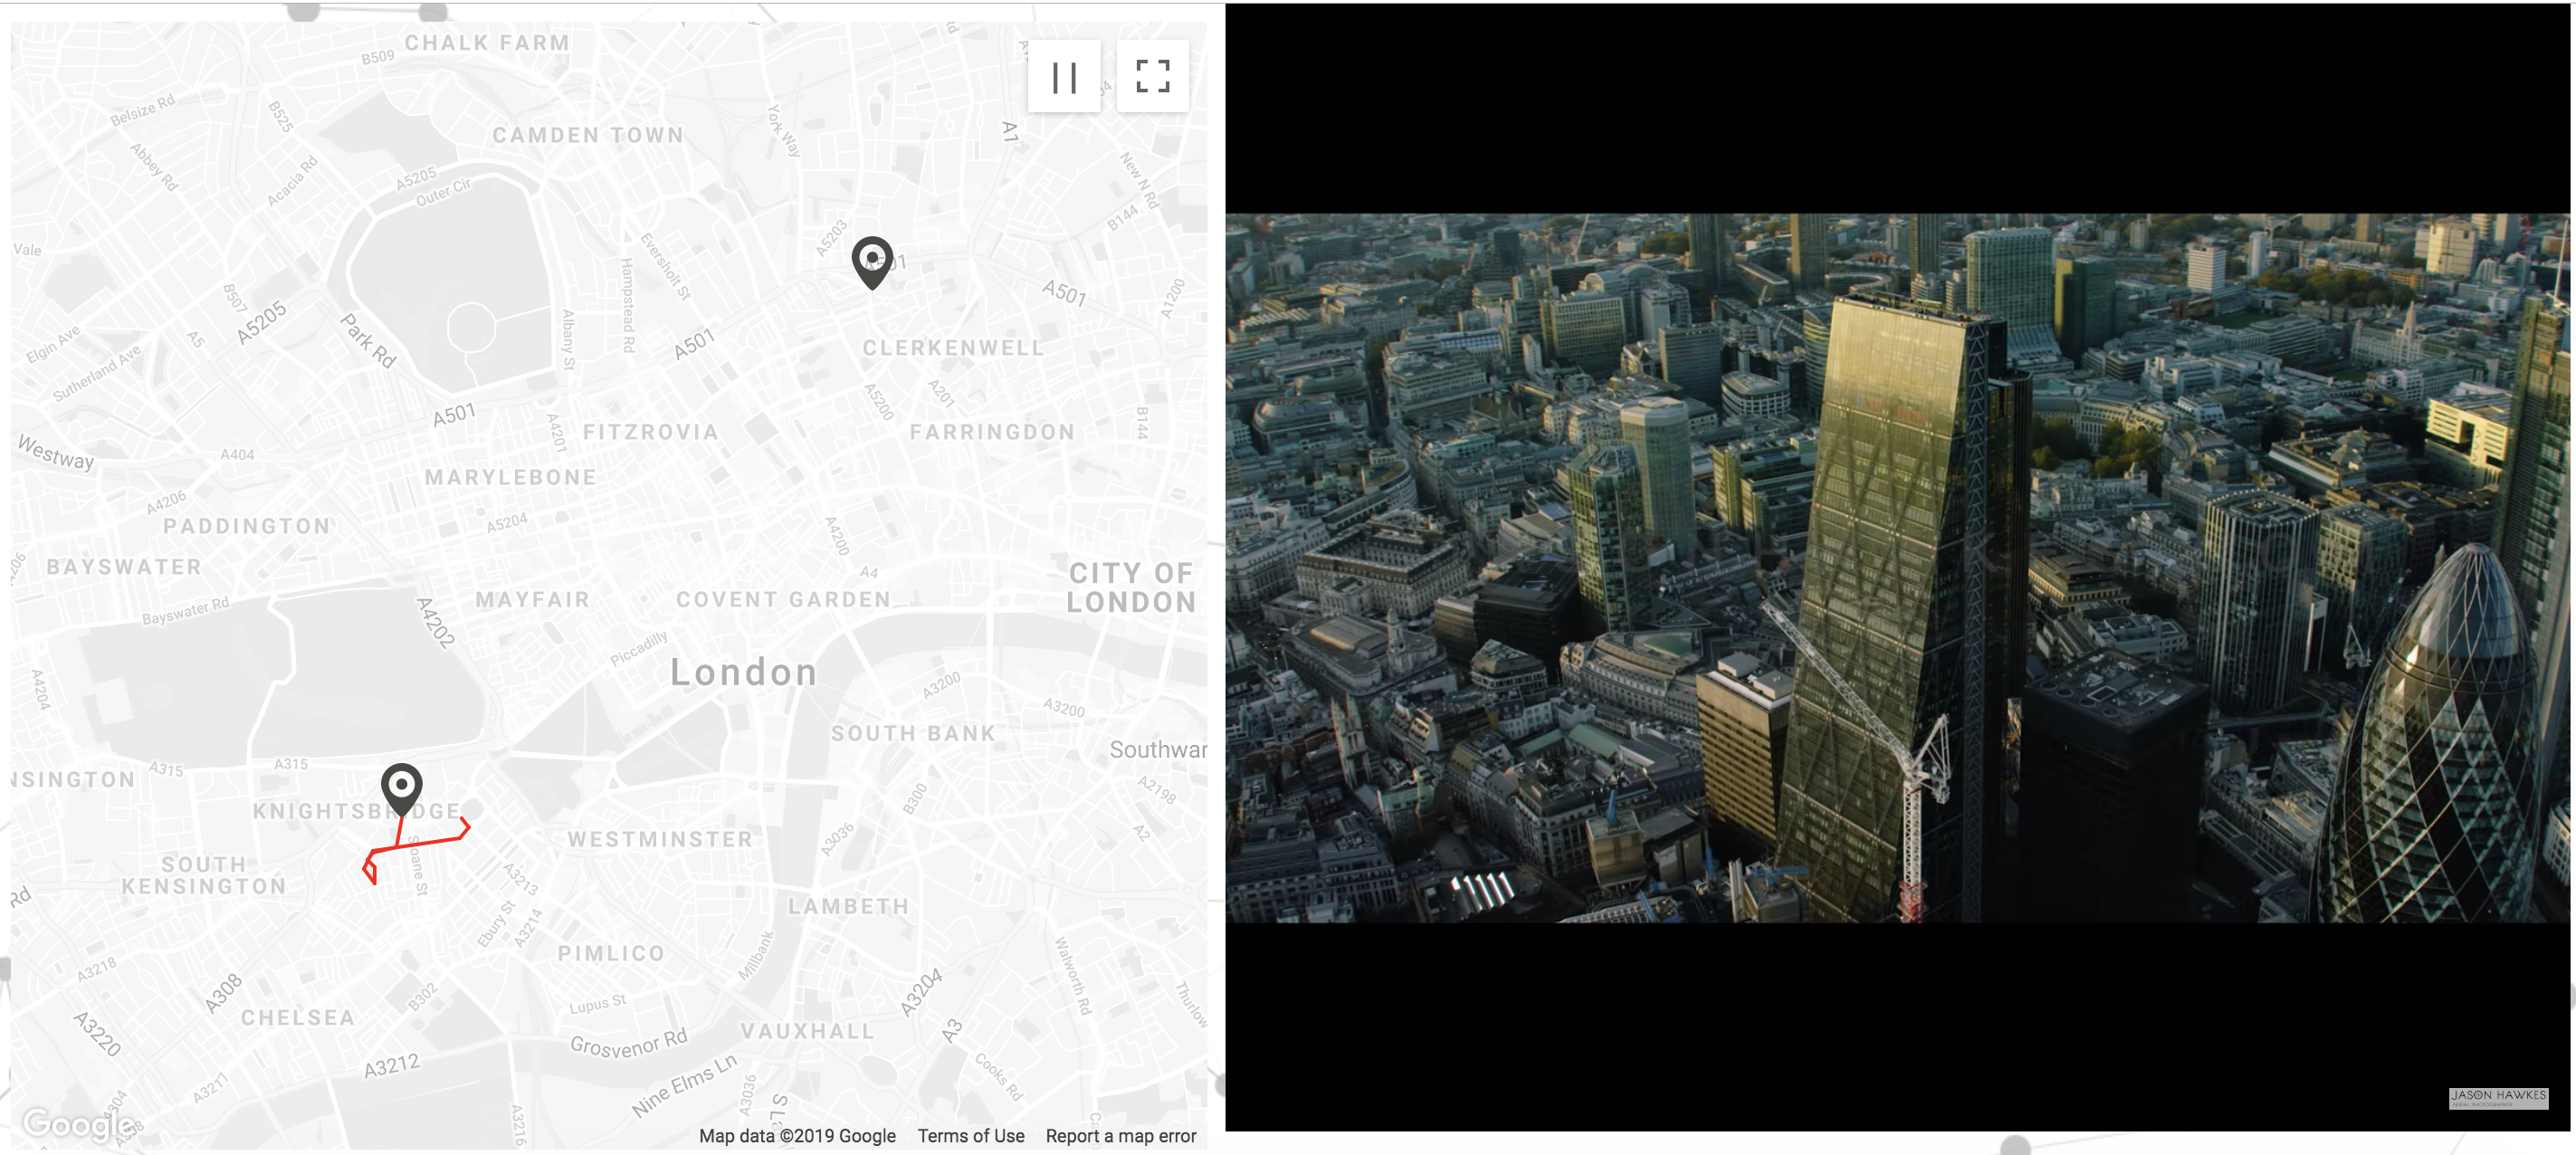 CHALK FARM
B509
Belsize Rd
B525
CAMDEN TOWN
York Way
A1
Abbey Rd
Acacia Rd
A5205
Outer Cir
New N Rd
B144
Vale
A5203
Eversholt St
Hampstead Rd
A501
B507
A5205
A501
A1200
Elgin Ave
A5
Park Rd
Albany St
A501
CLERKENWELL
Sutherland Ave
A5200
A201
A501
A4201
B144
Westway
A404
FITZROVIA
FARRINGDON
MARYLEBONE
A4206
PADDINGTON
A5204
A4200
BAYSWATER
A4
CITY OF
LONDON
Bayswater Rd
A4202
MAYFAIR
COVENT GARDEN
Piccadilly
London
A4204
A3200
A3200
SOUTH BANK
Southwar
A315
A315
NSINGTON
A2198
KNIGHTSBRIDGE
B300
WESTMINSTER
A3036
A2
SOUTH
KENSINGTON
Sloane St
A3213
Rd
Ebury St
A3214
LAMBETH
PIMLICO
Millbank
A3218
A308
B302
Walworth Rd
Lupus St
A3204
Thurlow
CHELSEA
A3220
VAUXHALL
A3
Grosvenor Rd
A3212
A3217
Nine Elms Ln
Cooks Rd
A3036
A304
A3216
S La
Google
Map data ©2019 Google Terms of Use Report a map error
JASON HAWKES
AERIAL PHOTOGRAPHER